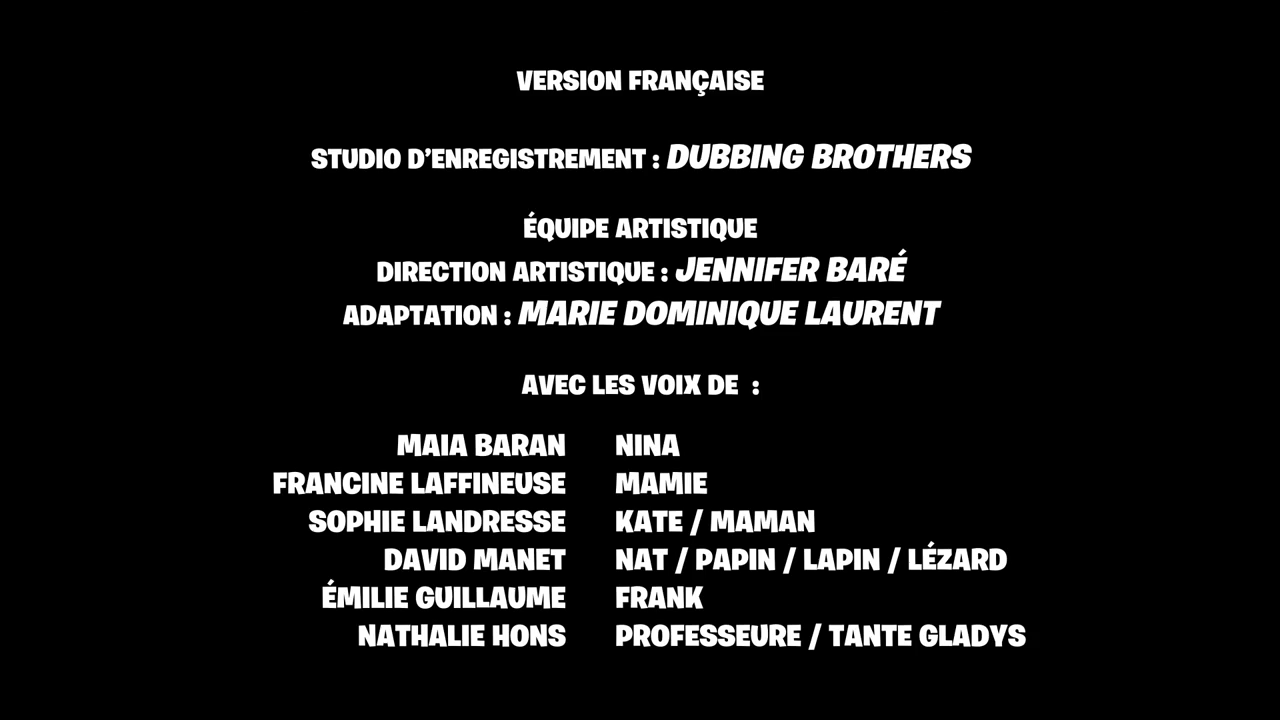 VERSION FRANÇAISE
STUDIO D'ENREGISTREMENT : DUBBING BROTHERS
ÉQUIPE ARTISTIQUE
DIRECTION ARTISTIQUE : JENNIFER BARÉ
ADAPTATION : MARIE DOMINIQUE LAURENT
AVEC LES VOIX DE :
MAIA BARAN NINA
FRANCINE LAFFINEUSE MAMIE
SOPHIE LANDRESSE KATE / MAMAN
DAVID MANET NAT / PAPIN / LAPIN / LÉZARD
ÉMILIE GUILLAUME FRANK
NATHALIE HONS PROFESSEURE / TANTE GLADYS